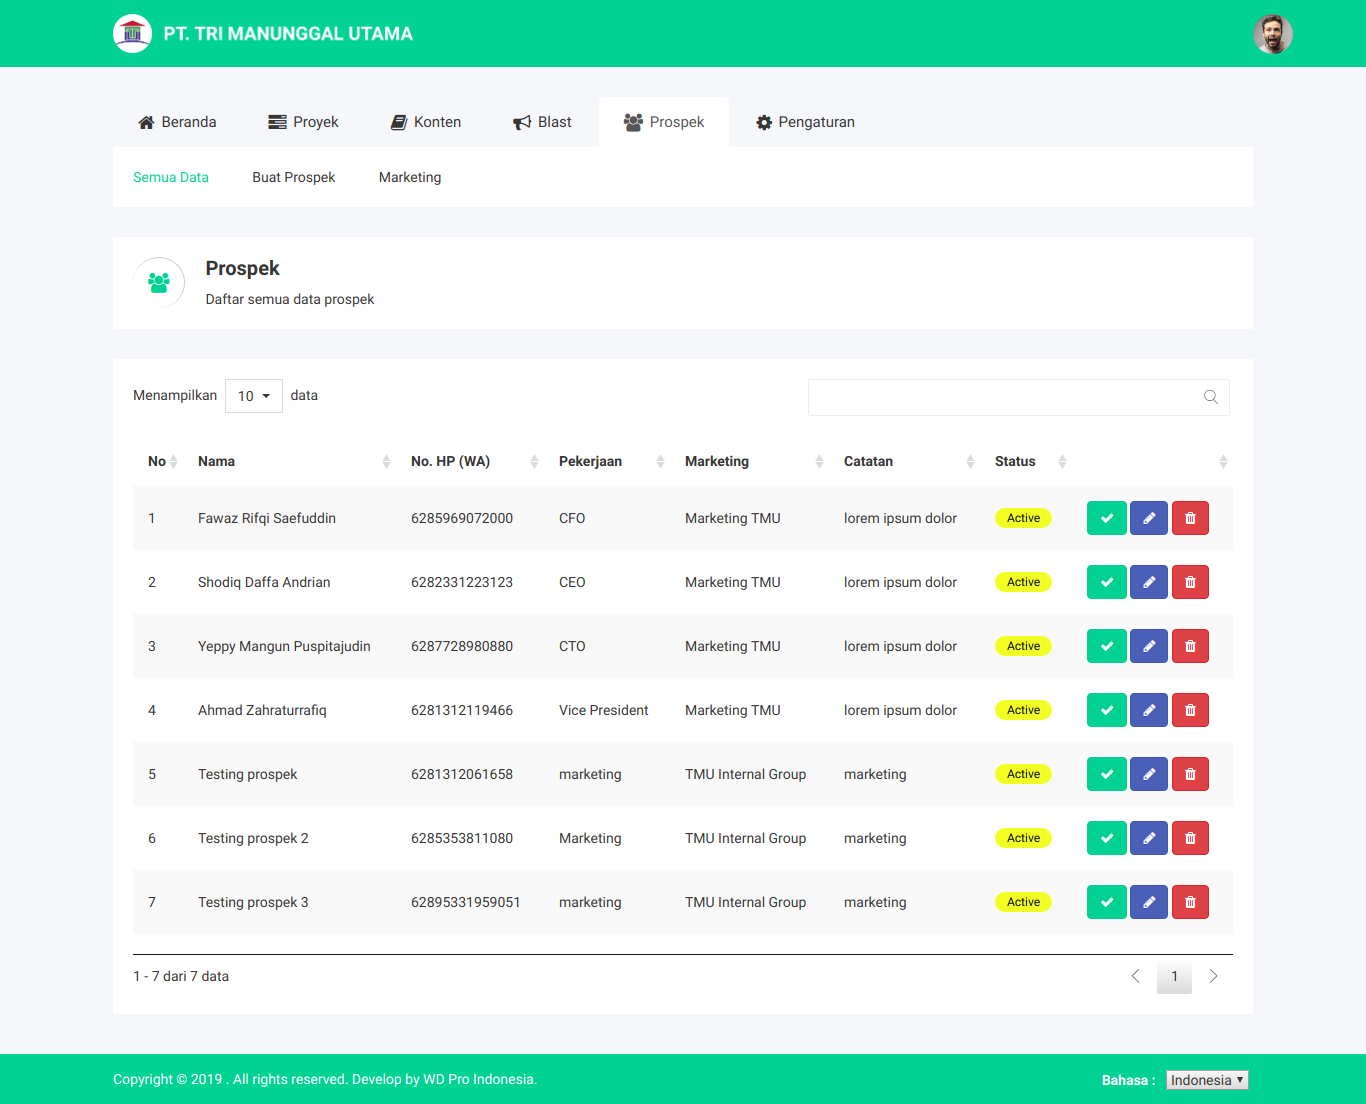 PT. TRI MANUNGGAL UTAMA
Beranda Proyek Konten Blast Prospek Pengaturan
Semua Data Buat Prospek Marketing
Prospek
Daftar semua data prospek
Menampilkan 10 data
No Nama No. HP (WA) Pekerjaan Marketing Catatan Status
1 Fawaz Rifqi Saefuddin 6285969072000 CFO Marketing TMU lorem ipsum dolor Active
2 Shodiq Daffa Andrian 6282331223123 CEO Marketing TMU lorem ipsum dolor Active
3 Yeppy Mangun Puspitajudin 6287728980880 CTO Marketing TMU lorem ipsum dolor Active
4 Ahmad Zahraturrafiq 6281312119466 Vice President Marketing TMU lorem ipsum dolor Active
5 Testing prospek 6281312061658 marketing TMU Internal Group marketing Active
6 Testing prospek 2 6285353811080 Marketing TMU Internal Group marketing Active
7 Testing prospek 3 62895331959051 marketing TMU Internal Group marketing Active
1 - 7 dari 7 data 1
Copyright © 2019 . All rights reserved. Develop by WD Pro Indonesia. Bahasa : Indonesia